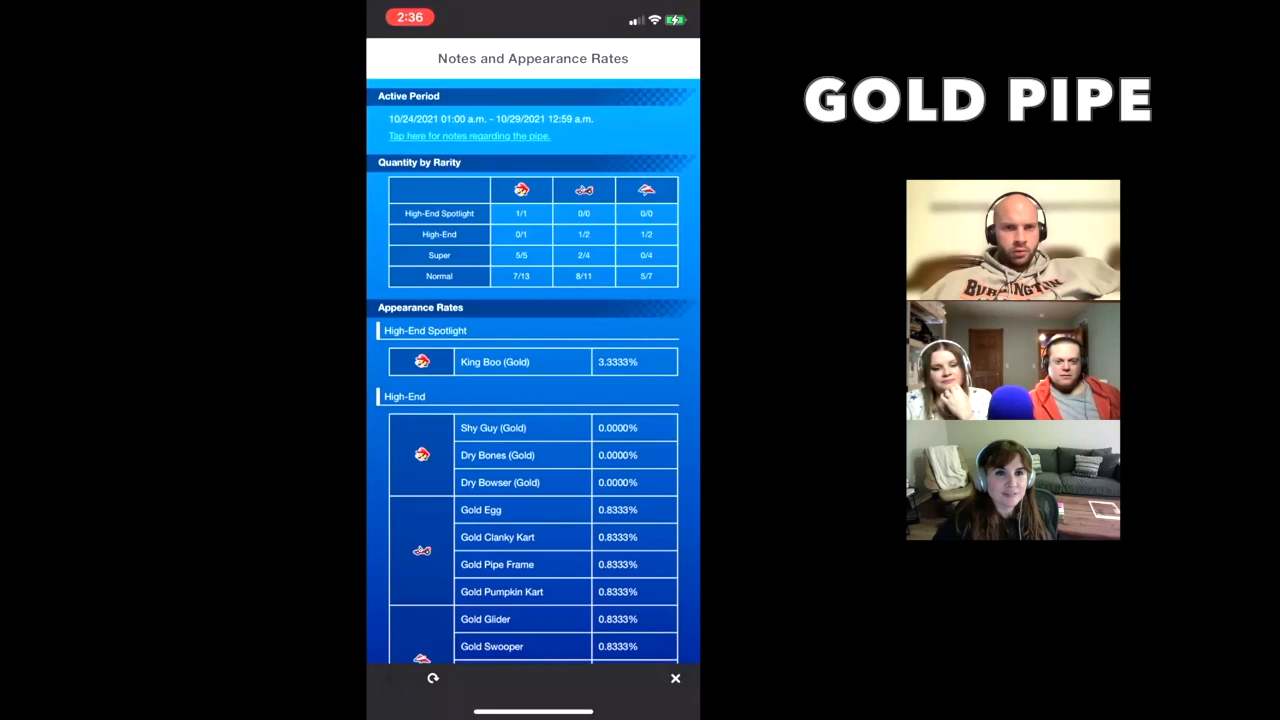 2:36
Notes and Appearance Rates
GOLD PIPE
Active Period
10/24/2021 01:00 a.m. - 10/29/2021 12:59 a.m.
Tap here for notes regarding the pipe.
Quantity by Rarity
High-End Spotlight 1/1 0/0 0/0
High-End 0/1 1/2 1/2
Super 5/5 2/4 0/4
Normal 7/13 8/11 5/7
Appearance Rates
High-End Spotlight
King Boo (Gold) 3.3333%
High-End
Shy Guy (Gold) 0.0000%
Dry Bones (Gold) 0.0000%
Dry Bowser (Gold) 0.0000%
Gold Egg 0.8333%
Gold Clanky Kart 0.8333%
Gold Pipe Frame 0.8333%
Gold Pumpkin Kart 0.8333%
Gold Glider 0.8333%
Gold Swooper 0.8333%